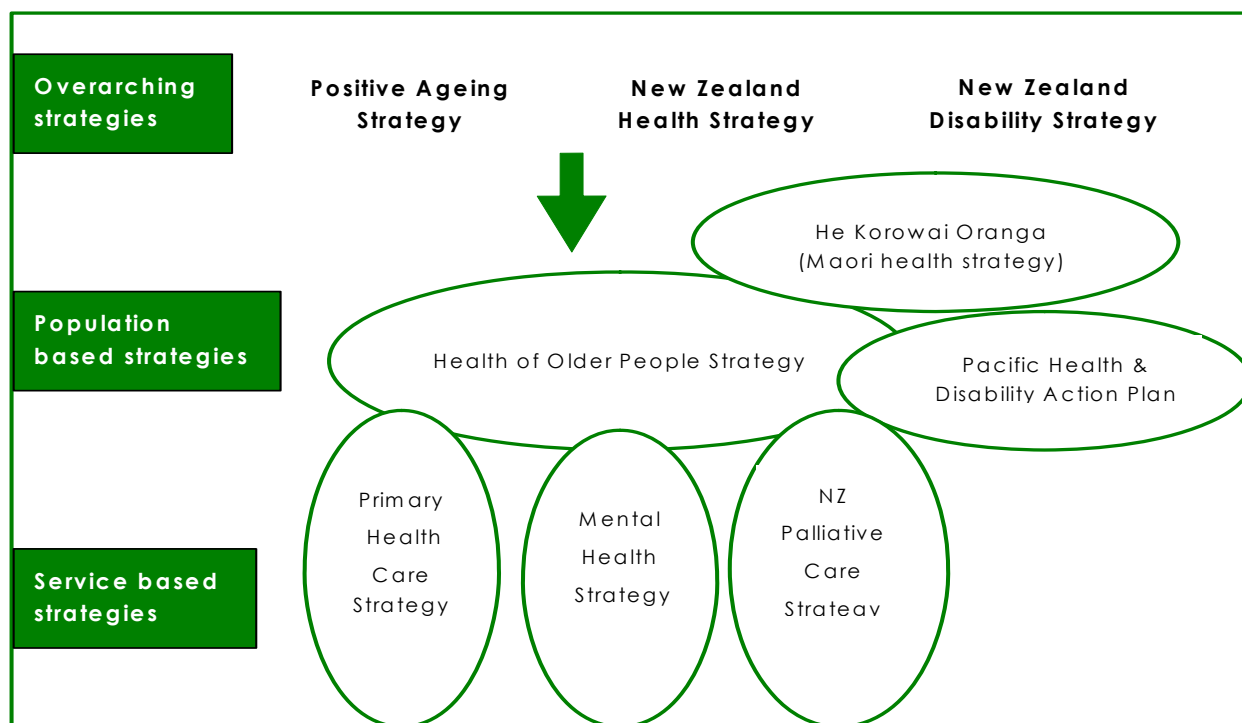 Overarching
strategies
Positive Ageing
Strategy
New Zealand
Health Strategy
New Zealand
Disability Strategy
He Korowai Oranga
(Maori health strategy)
Population
based strategies
Health of Older People Strategy
Pacific Health &
Disability Action Plan
Service based
strategies
Primary
Health
Care
Strategy
Mental
Health
Strategy
NZ
Palliative
Care
Strategy